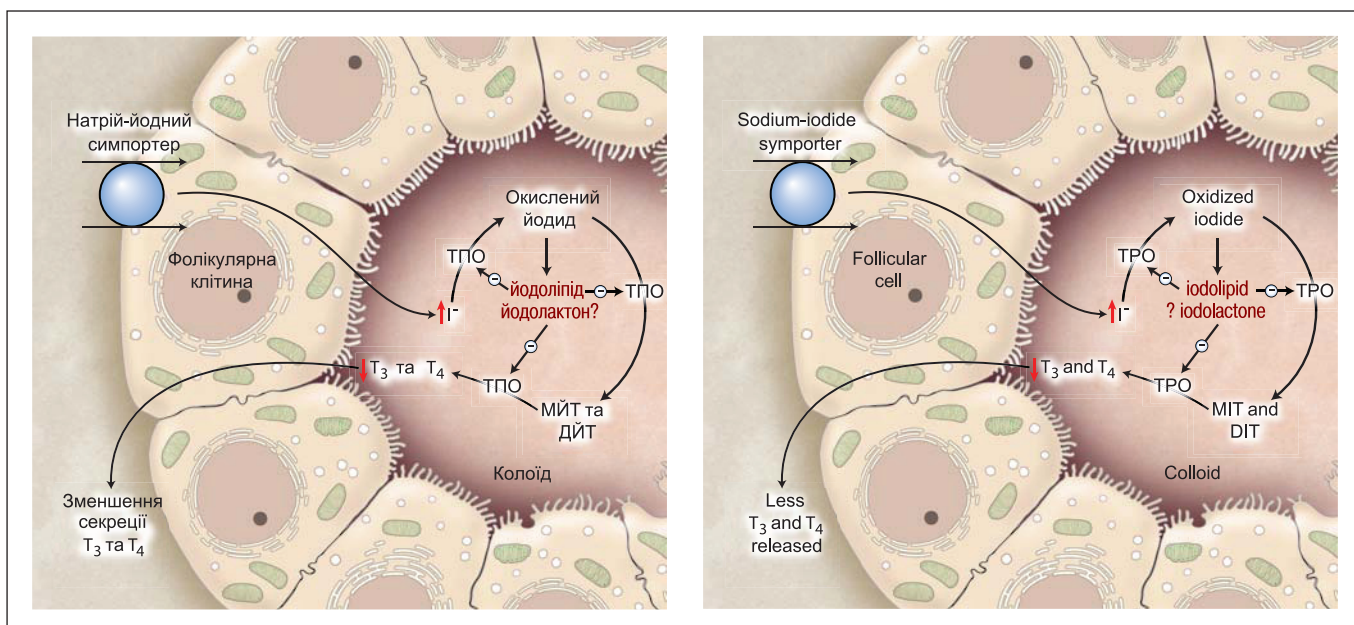 Натрій-йодний
симпортер
Окислений
йодид
ТПО
Фолікулярна
клітина
йодоліпід
йодолактон?
ТПО
I⁻
T₃ та T₄
ТПО
МЙТ та
ДЙТ
Колоїд
Зменшення
секреції
T₃ та T₄
Sodium-iodide
symporter
Oxidized
iodide
TPO
Follicular
cell
iodolipid
? iodolactone
TPO
I⁻
T₃ and T₄
TPO
MIT and
DIT
Colloid
Less
T₃ and T₄
released